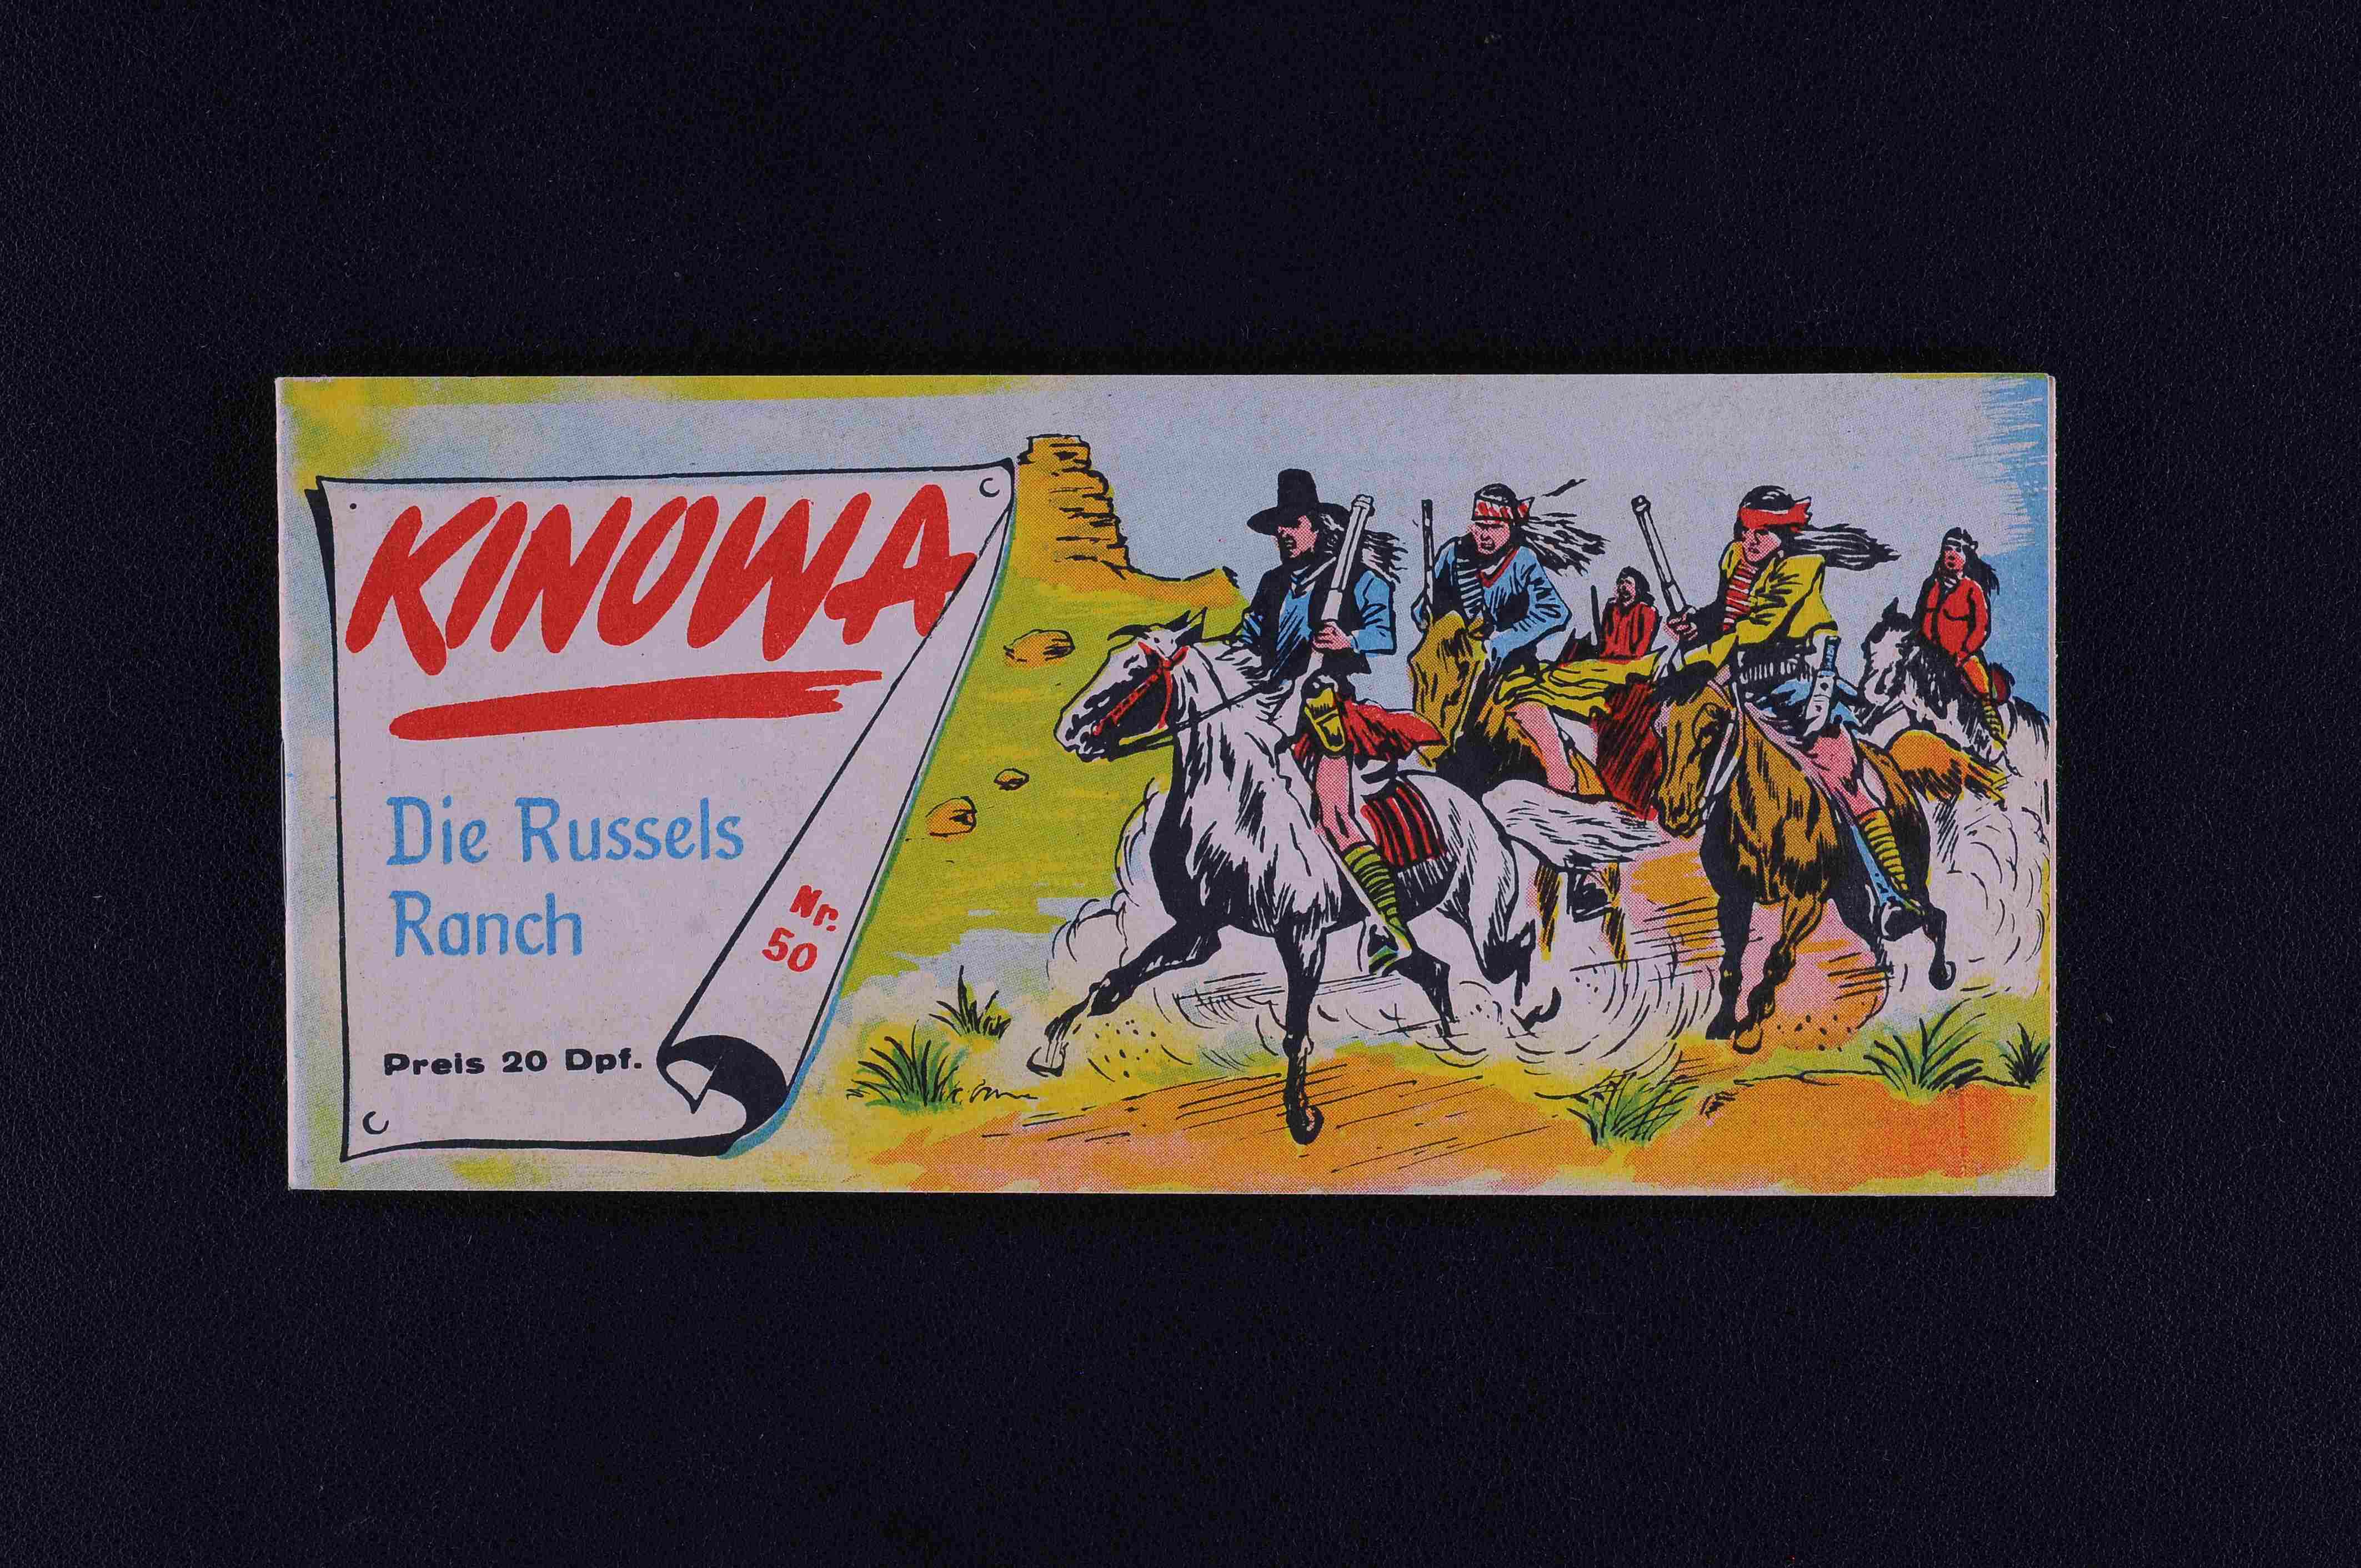 KINOWA
Die Russels
Ranch
Nr.
50
Preis 20 Dpf.